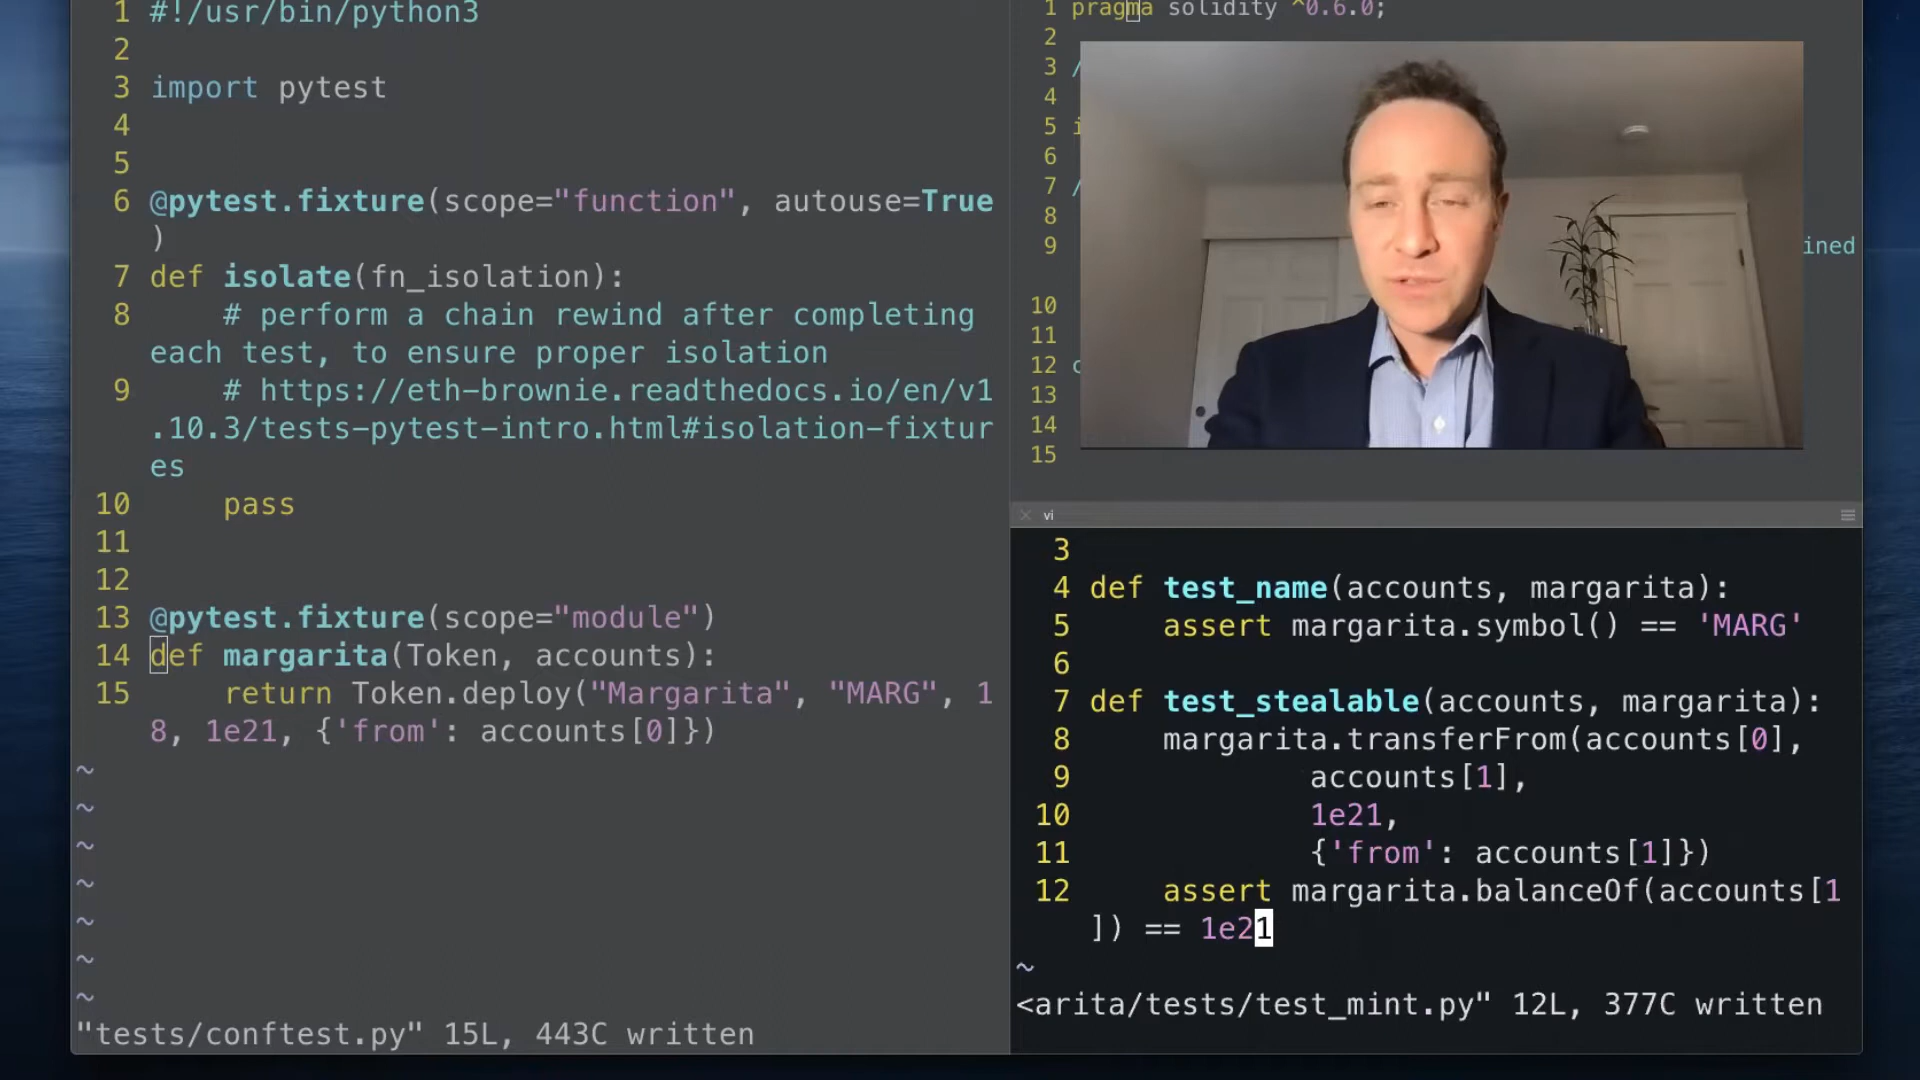 1 #!/usr/bin/python3
2
3 import pytest
4
5
6 @pytest.fixture(scope="function", autouse=True
)
7 def isolate(fn_isolation):
8 # perform a chain rewind after completing
each test, to ensure proper isolation
9 # https://eth-brownie.readthedocs.io/en/v1
.10.3/tests-pytest-intro.html#isolation-fixtur
es
10 pass
11
12
13 @pytest.fixture(scope="module")
14 def margarita(Token, accounts):
15 return Token.deploy("Margarita", "MARG", 1
8, 1e21, {'from': accounts[0]})
~
~
~
~
~
~
~
"tests/conftest.py" 15L, 443C written
1 pragma solidity ^0.6.0;
2
3 /
4
5 i
6
7 /
8
9 ined
10
11
12 c
13
14
15
vi
3
4 def test_name(accounts, margarita):
5 assert margarita.symbol() == 'MARG'
6
7 def test_stealable(accounts, margarita):
8 margarita.transferFrom(accounts[0],
9 accounts[1],
10 1e21,
11 {'from': accounts[1]})
12 assert margarita.balanceOf(accounts[1
]) == 1e21
~
<arita/tests/test_mint.py" 12L, 377C written